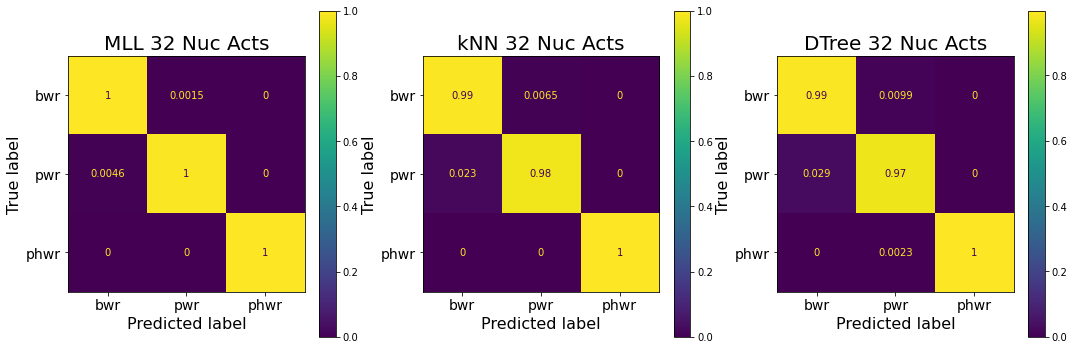 MLL 32 Nuc Acts
bwr
pwr
phwr
True label
1
0.0015
0
0.0046
1
0
0
0
1
bwr
pwr
phwr
Predicted label
1.0
0.8
0.6
0.4
0.2
0.0
kNN 32 Nuc Acts
bwr
pwr
phwr
True label
0.99
0.0065
0
0.023
0.98
0
0
0
1
bwr
pwr
phwr
Predicted label
1.0
0.8
0.6
0.4
0.2
0.0
DTree 32 Nuc Acts
bwr
pwr
phwr
True label
0.99
0.0099
0
0.029
0.97
0
0
0.0023
1
bwr
pwr
phwr
Predicted label
0.8
0.6
0.4
0.2
0.0